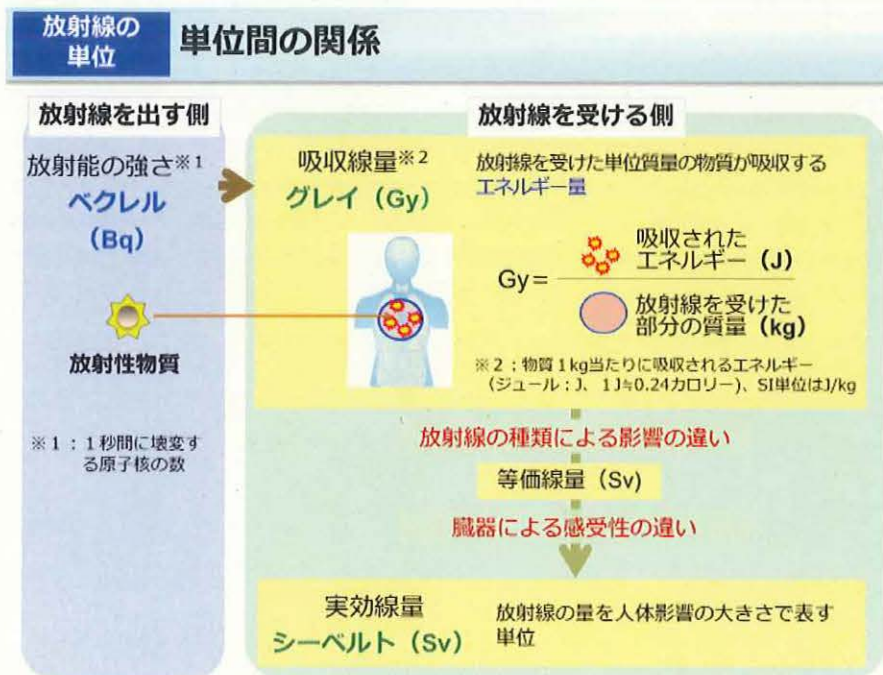 放射線の
単位
単位間の関係
放射線を出す側
放射能の強さ※1
ベクレル
(Bq)
放射性物質
※1：1秒間に壊変す
る原子核の数
放射線を受ける側
吸収線量※2
グレイ（Gy）
放射線を受けた単位質量の物質が吸収する
エネルギー量
Gy＝
吸収された
エネルギー（J）
放射線を受けた
部分の質量（kg）
※2：物質1kg当たりに吸収されるエネルギー
（ジュール：J、1J≒0.24カロリー）、SI単位はJ/kg
放射線の種類による影響の違い
等価線量（Sv）
臓器による感受性の違い
実効線量
シーベルト（Sv）
放射線の量を人体影響の大きさで表す
単位